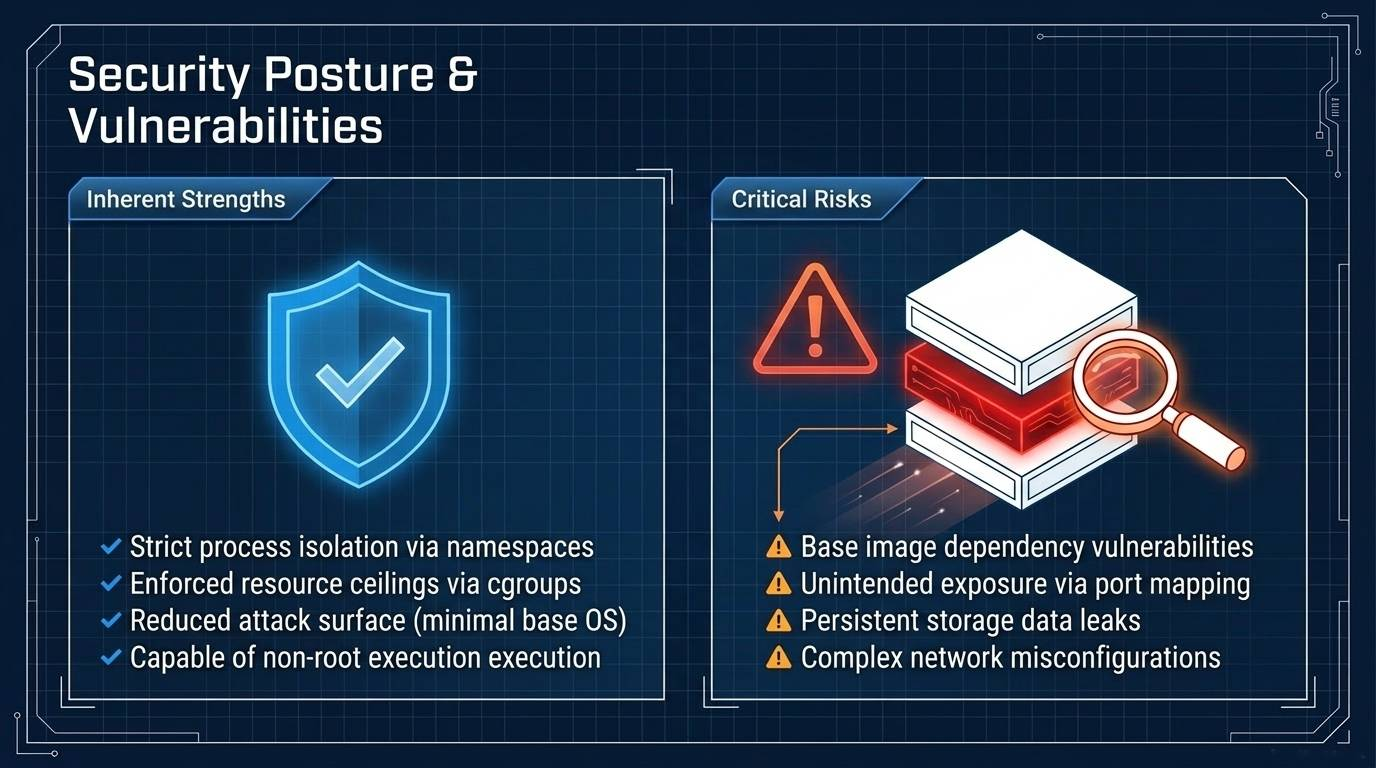 Security Posture &
Vulnerabilities
Inherent Strengths
Strict process isolation via namespaces
Enforced resource ceilings via cgroups
Reduced attack surface (minimal base OS)
Capable of non-root execution execution
Critical Risks
Base image dependency vulnerabilities
Unintended exposure via port mapping
Persistent storage data leaks
Complex network misconfigurations